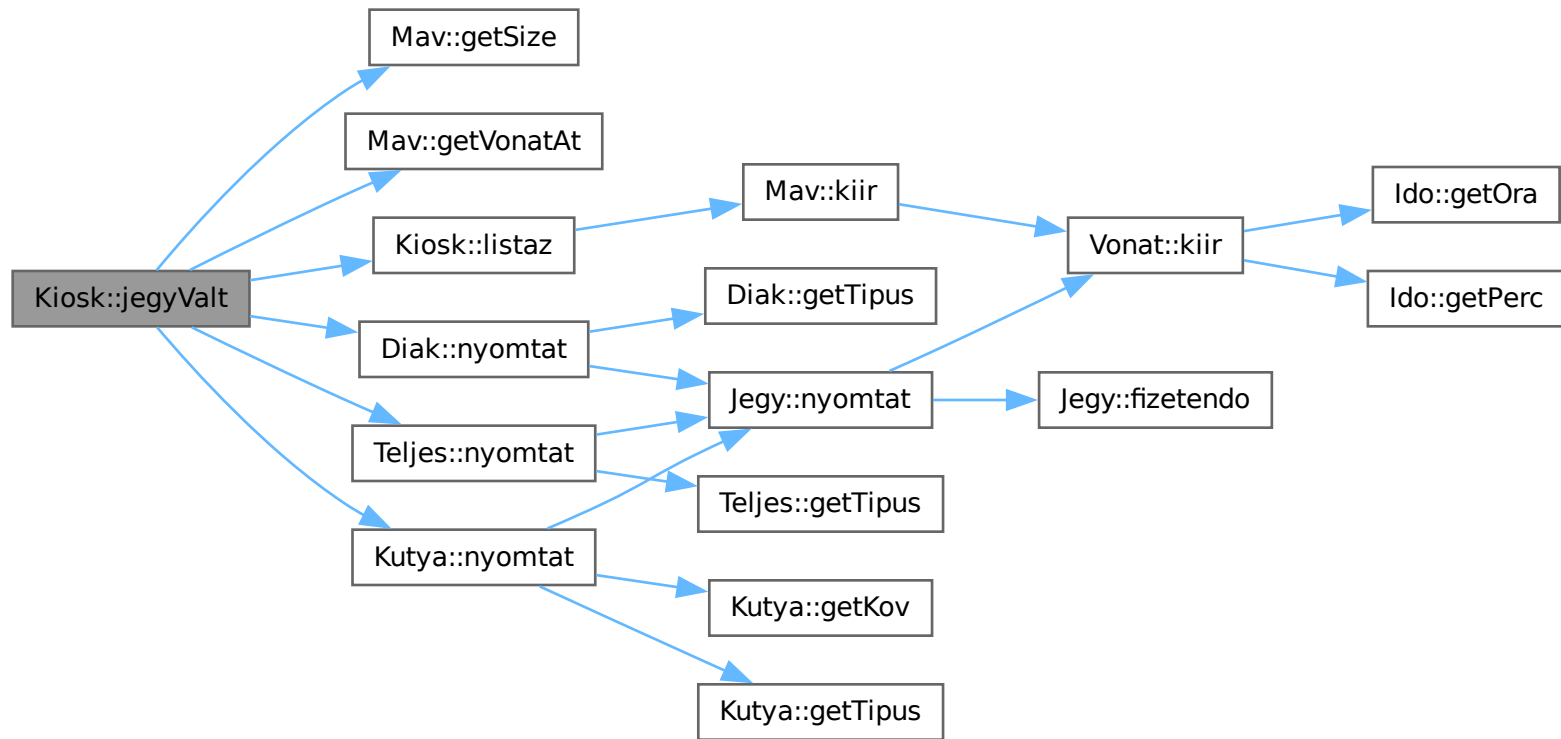 Kiosk::jegyValt
Mav::getSize
Mav::getVonatAt
Kiosk::listaz
Diak::nyomtat
Teljes::nyomtat
Kutya::nyomtat
Mav::kiir
Diak::getTipus
Jegy::nyomtat
Teljes::getTipus
Kutya::getKov
Kutya::getTipus
Vonat::kiir
Jegy::fizetendo
Ido::getOra
Ido::getPerc